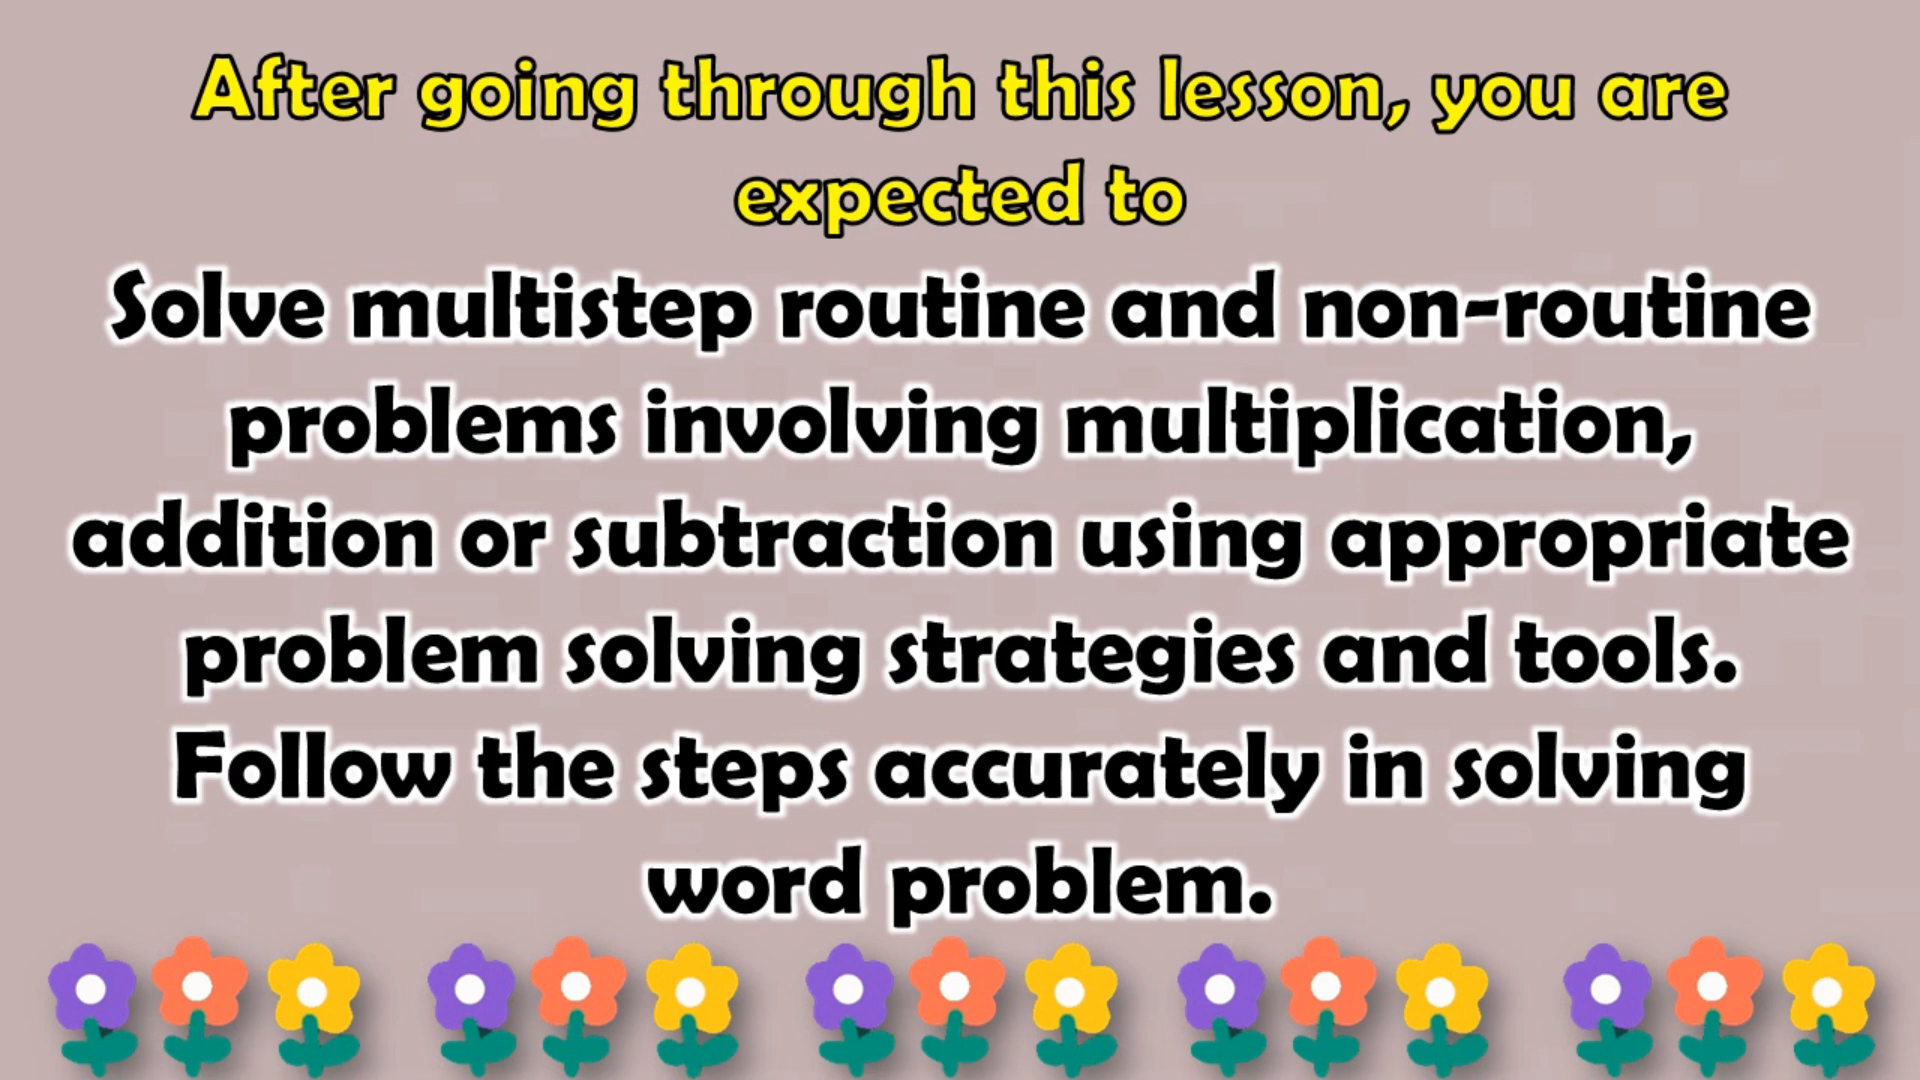 After going through this lesson, you are
expected to
Solve multistep routine and non-routine
problems involving multiplication,
addition or subtraction using appropriate
problem solving strategies and tools.
Follow the steps accurately in solving
word problem.